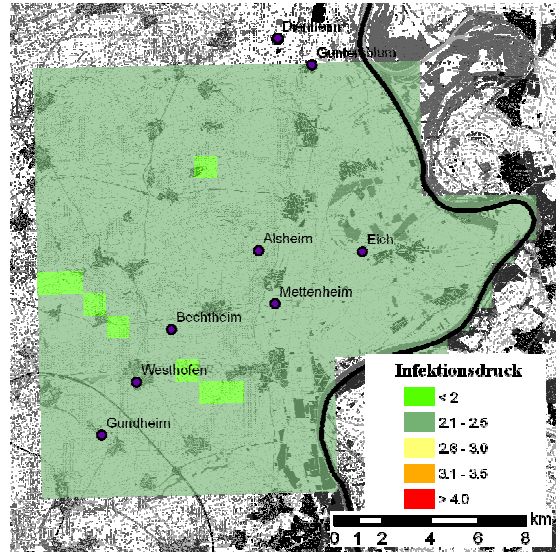 Dienheim
Guntersblum
Alsheim
Eich
Mettenheim
Bechtheim
Westhofen
Gundheim
Infektionsdruck
< 2
2.1 - 2.5
2.6 - 3.0
3.1 - 3.5
> 4.0
km
0 1 2 4 6 8